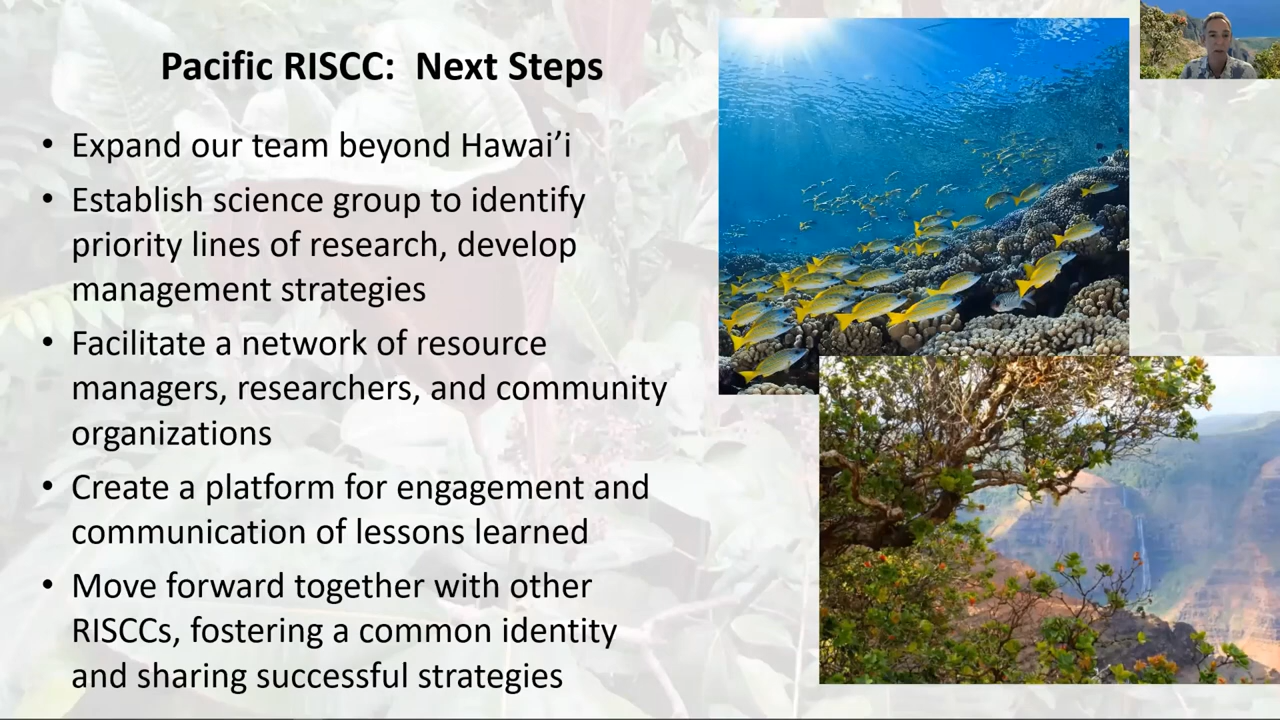 Pacific RISCC:  Next Steps
• Expand our team beyond Hawai’i
• Establish science group to identify
priority lines of research, develop
management strategies
• Facilitate a network of resource
managers, researchers, and community
organizations
• Create a platform for engagement and
communication of lessons learned
• Move forward together with other
RISCCs, fostering a common identity
and sharing successful strategies